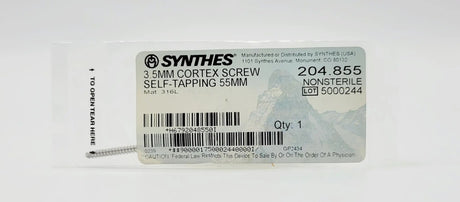 SYNTHES®
Manufactured or distributed by SYNTHES (USA)
1101 Synthes Avenue, Monument, CO 80132
3.5MM CORTEX SCREW
SELF-TAPPING 55MM
Mat. 316L
204.855
NONSTERILE
LOT 5000244
*H67920485501
Qty: 1
GP2434
CAUTION: Federal Law Restricts This Device To Sale By Or On The Order Of A Physician.
TO OPEN TEAR HERE